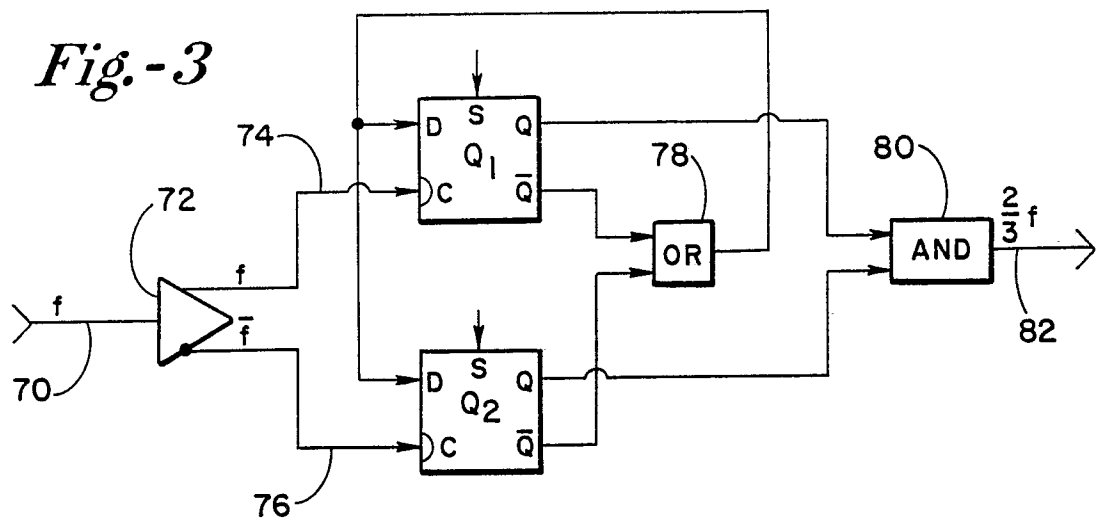 Fig.-3
74
S
D
Q
Q1
C
Q̅
78
80
72
OR
AND
2/3 f
f
f
f̅
70
82
S
D
Q
Q2
C
Q̅
76